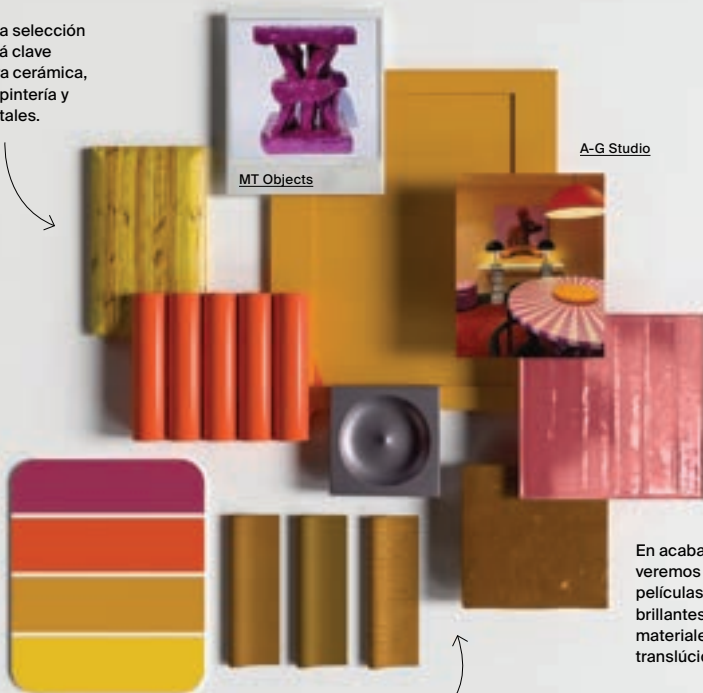 a selección
á clave
a cerámica,
pintería y
tales.
MT Objects
A-G Studio
En acaba
veremos
películas
brillantes
materiale
translúcid